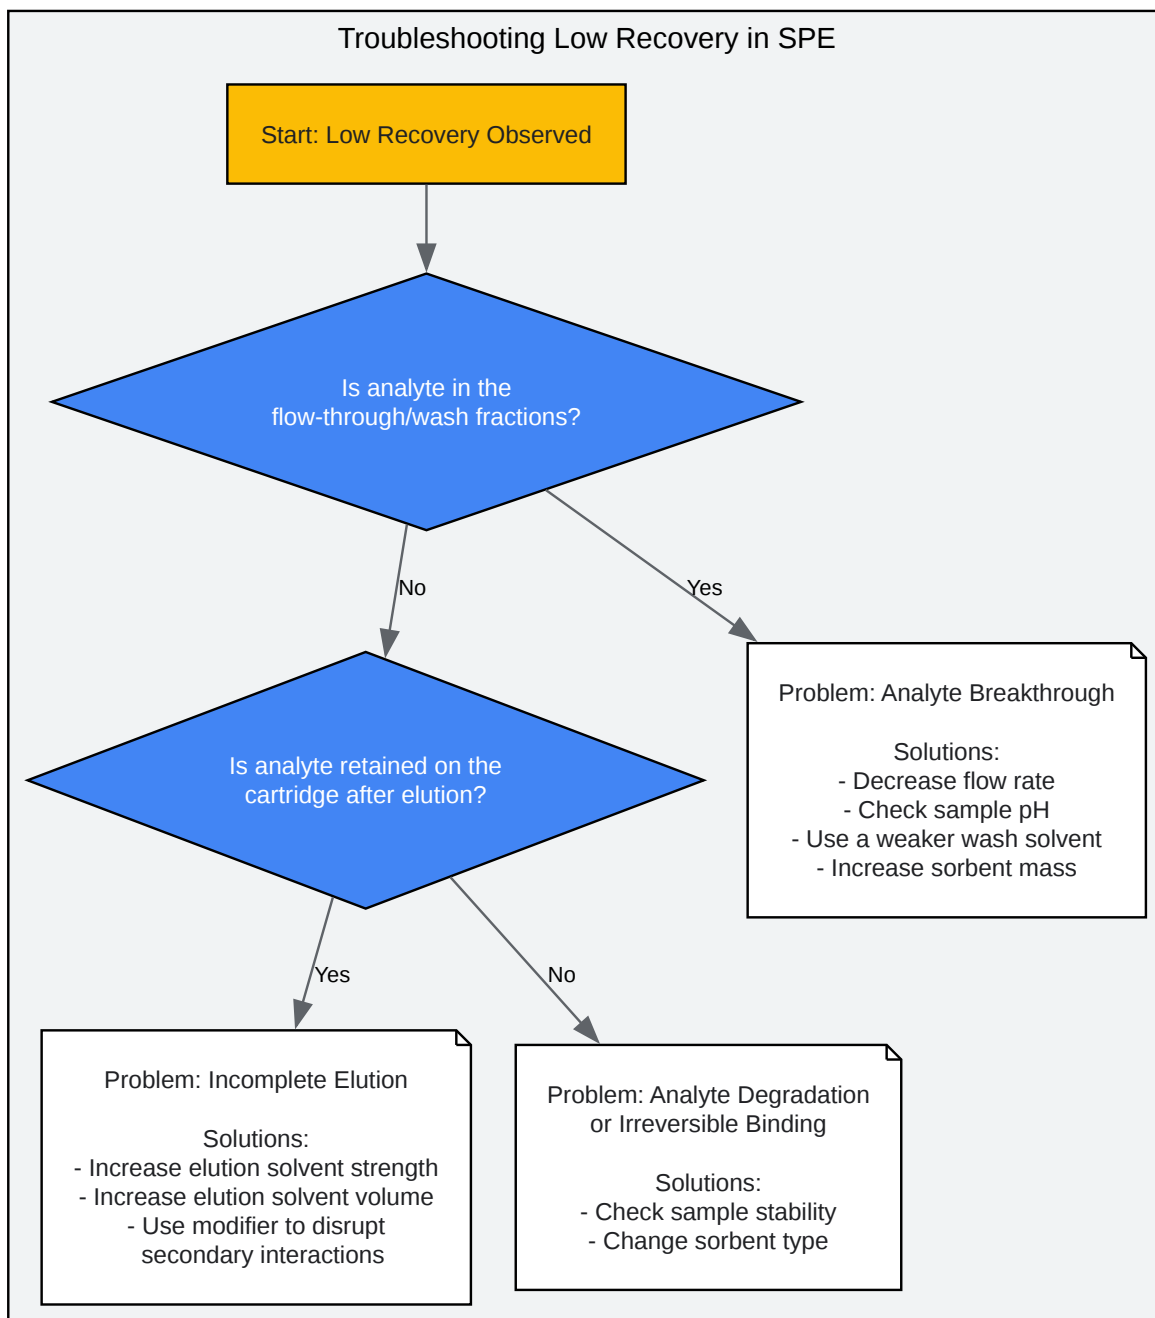 Troubleshooting Low Recovery in SPE
Start: Low Recovery Observed
Is analyte in the
flow-through/wash fractions?
No
Yes
Is analyte retained on the
cartridge after elution?
Problem: Analyte Breakthrough
Solutions:
- Decrease flow rate
- Check sample pH
- Use a weaker wash solvent
- Increase sorbent mass
Yes
No
Problem: Incomplete Elution
Solutions:
- Increase elution solvent strength
- Increase elution solvent volume
- Use modifier to disrupt
secondary interactions
Problem: Analyte Degradation
or Irreversible Binding
Solutions:
- Check sample stability
- Change sorbent type